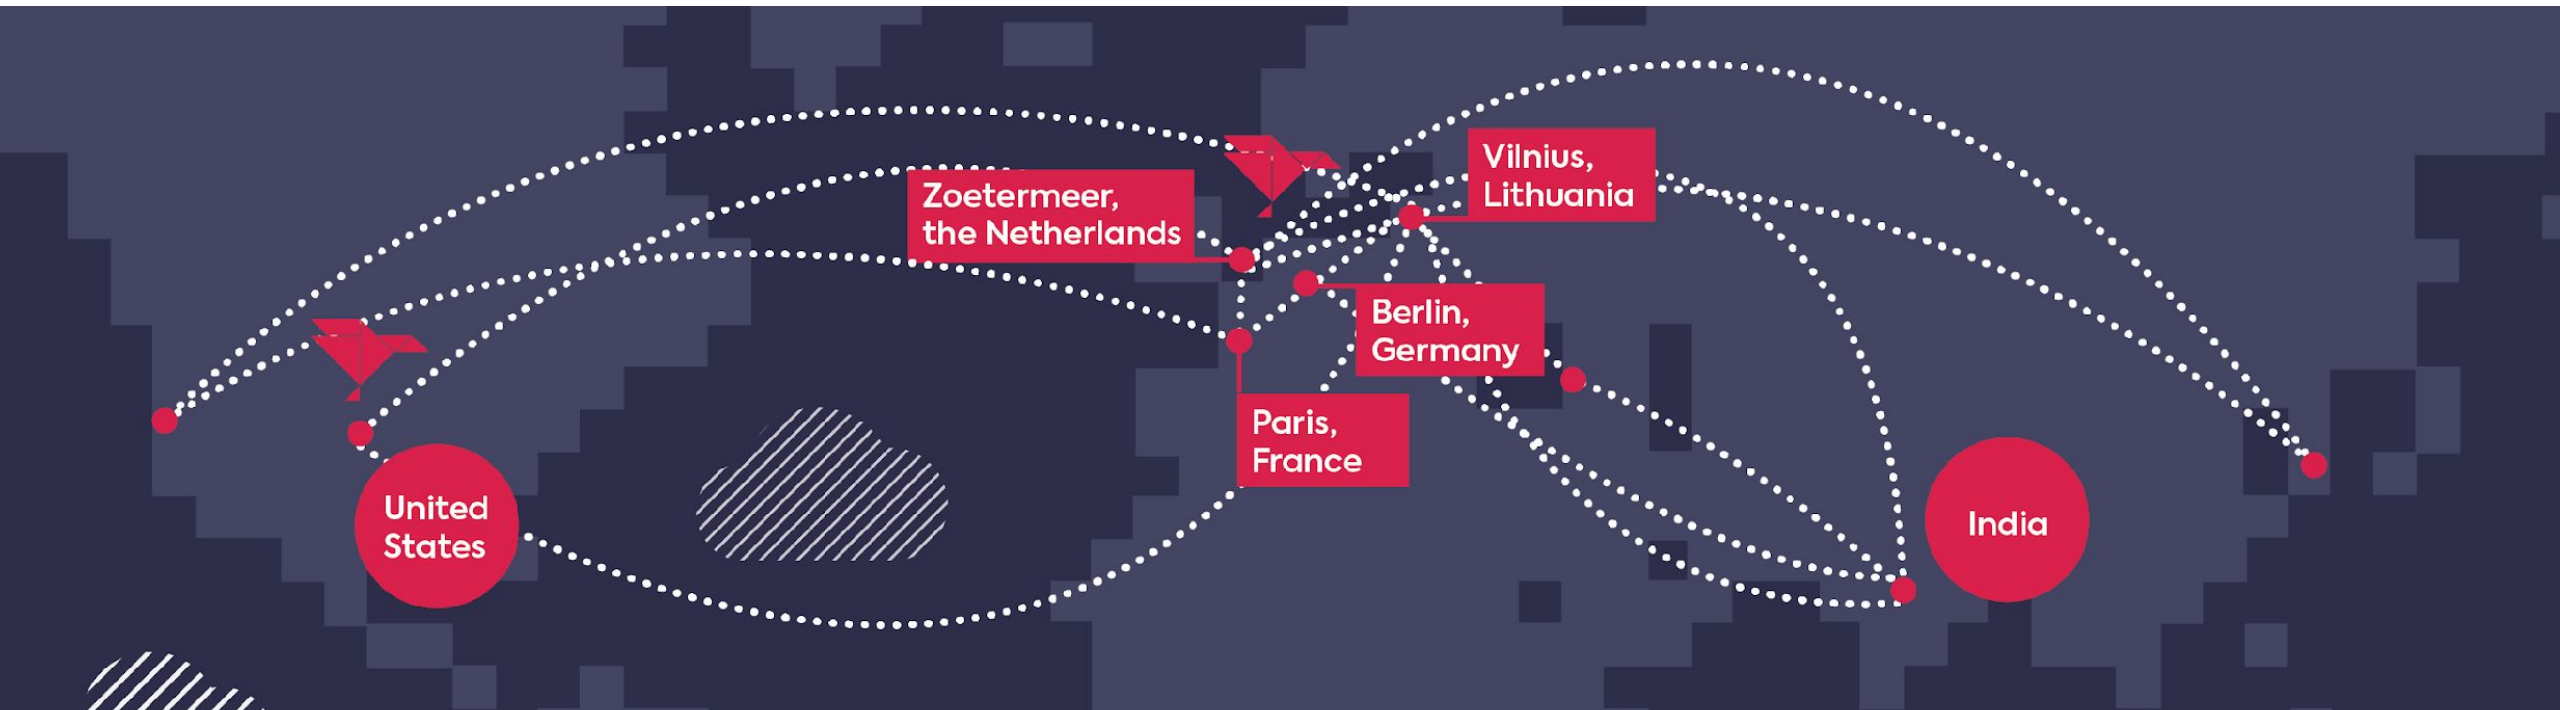 Zoetermeer,
the Netherlands
Vilnius,
Lithuania
Berlin,
Germany
Paris,
France
United
States
India